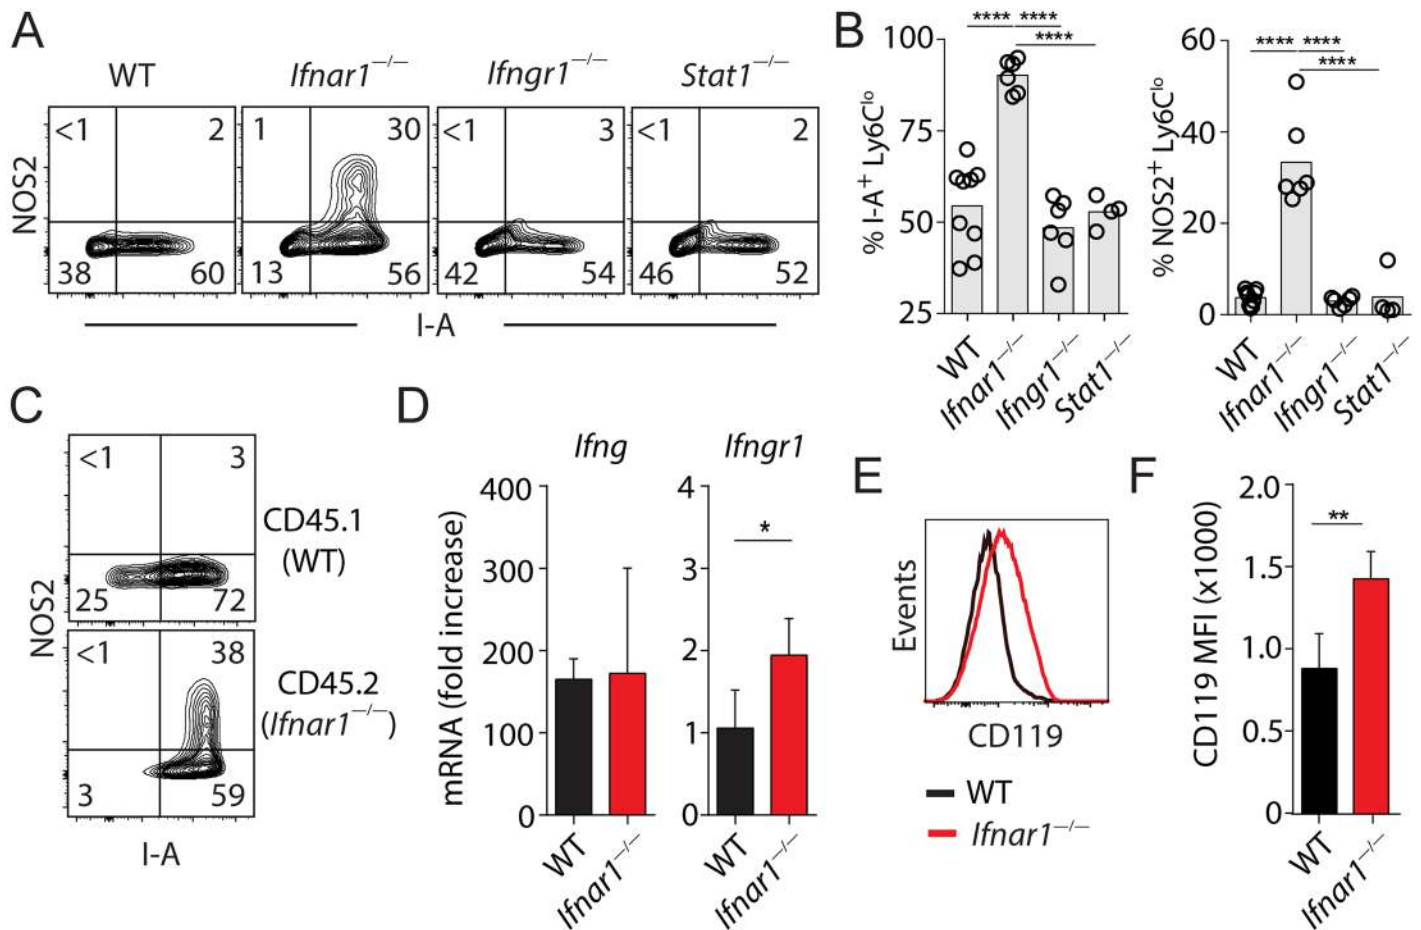 A
WT Ifnar1−/− Ifngr1−/− Stat1−/−
NOS2
<1 2
38 60
1 30
13 56
<1 3
42 54
<1 2
46 52
I-A
B
% I-A+ Ly6Clo
100
75
50
25
**** ****
****
WT Ifnar1−/− Ifngr1−/− Stat1−/−
% NOS2+ Ly6Clo
60
40
20
0
**** ****
****
WT Ifnar1−/− Ifngr1−/− Stat1−/−
C
NOS2
<1 3
25 72
CD45.1
(WT)
<1 38
3 59
CD45.2
(Ifnar1−/−)
I-A
D
mRNA (fold increase)
Ifng
400
300
200
100
0
WT Ifnar1−/−
Ifngr1
4
3
2
1
0
*
WT Ifnar1−/−
E
Events
CD119
WT
Ifnar1−/−
F
CD119 MFI (x1000)
2.0
1.5
1.0
0.5
0
**
WT Ifnar1−/−